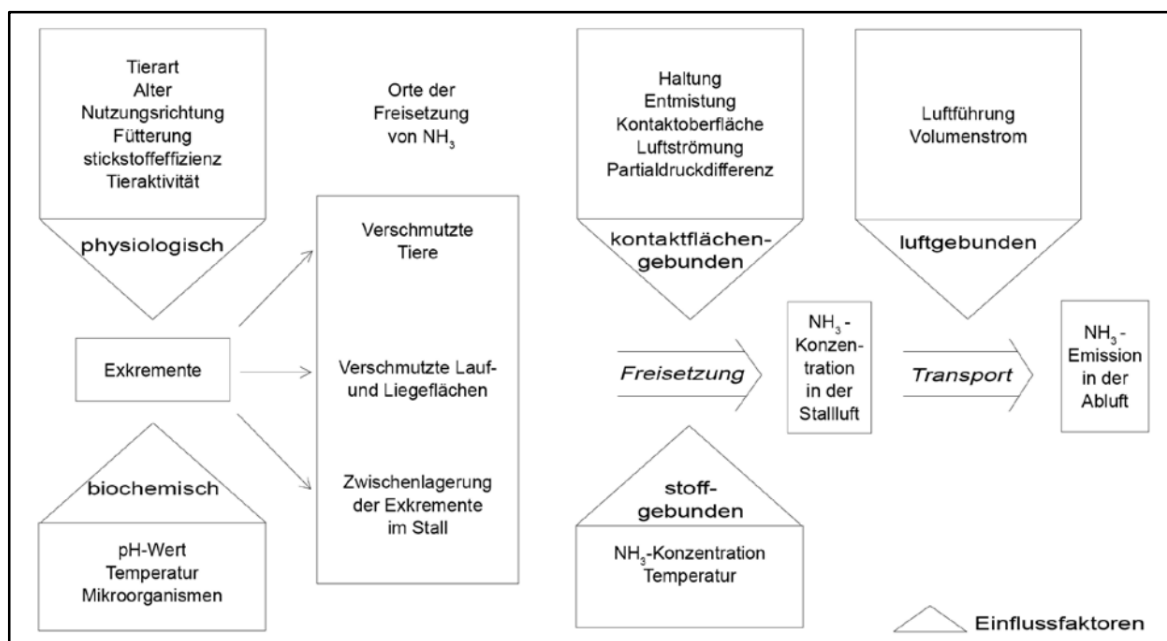 Tierart
Alter
Nutzungsrichtung
Fütterung
stickstoffeffizienz
Tieraktivität
physiologisch
Exkremente
biochemisch
pH-Wert
Temperatur
Mikroorganismen
Orte der
Freisetzung
von NH₃
Verschmutzte
Tiere
Verschmutzte Lauf-
und Liegeflächen
Zwischenlagerung
der Exkremente
im Stall
Haltung
Entmistung
Kontaktoberfläche
Luftströmung
Partialdruckdifferenz
kontaktflächen-
gebunden
Freisetzung
stoff-
gebunden
NH₃-Konzentration
Temperatur
NH₃-
Konzen-
tration
in der
Stallluft
Luftführung
Volumenstrom
luftgebunden
Transport
NH₃-
Emission
in der
Abluft
Einflussfaktoren